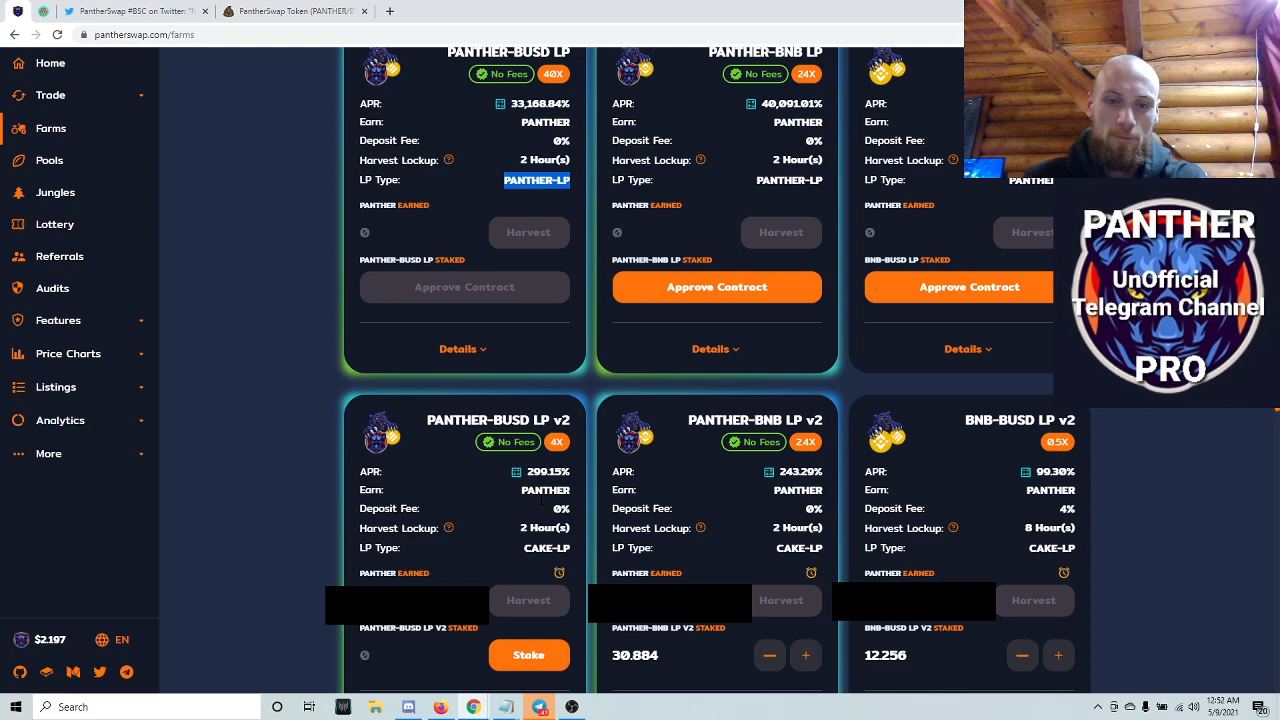 PantherSwap #BSC on Twitter: "N
PantherSwap Token (PANTHER/B
pantherswap.com/farms
Home
Trade
Farms
Pools
Jungles
Lottery
Referrals
Audits
Features
Price Charts
Listings
Analytics
More
$2.197
EN
PANTHER-BUSD LP
No Fees
40X
APR:
33,168.84%
Earn:
PANTHER
Deposit Fee:
0%
Harvest Lockup:
2 Hour(s)
LP Type:
PANTHER-LP
PANTHER EARNED
0
Harvest
PANTHER-BUSD LP STAKED
Approve Contract
Details
PANTHER-BNB LP
No Fees
24X
APR:
40,091.01%
Earn:
PANTHER
Deposit Fee:
0%
Harvest Lockup:
2 Hour(s)
LP Type:
PANTHER-LP
PANTHER EARNED
0
Harvest
PANTHER-BNB LP STAKED
Approve Contract
Details
APR:
Earn:
Deposit Fee:
Harvest Lockup:
LP Type:
PANTHER EARNED
0
Harvest
BNB-BUSD LP STAKED
Approve Contract
Details
PANTHER-BUSD LP v2
No Fees
4X
APR:
299.15%
Earn:
PANTHER
Deposit Fee:
0%
Harvest Lockup:
2 Hour(s)
LP Type:
CAKE-LP
PANTHER EARNED
Harvest
PANTHER-BUSD LP V2 STAKED
0
Stake
PANTHER-BNB LP v2
No Fees
2.4X
APR:
243.29%
Earn:
PANTHER
Deposit Fee:
0%
Harvest Lockup:
2 Hour(s)
LP Type:
CAKE-LP
PANTHER EARNED
Harvest
PANTHER-BNB LP V2 STAKED
30.884
BNB-BUSD LP v2
0.5X
APR:
99.30%
Earn:
PANTHER
Deposit Fee:
4%
Harvest Lockup:
8 Hour(s)
LP Type:
CAKE-LP
PANTHER EARNED
Harvest
BNB-BUSD LP V2 STAKED
12.256
PANTHER
UnOfficial
Telegram Channel
PRO
Search
12:52 AM
5/9/2021
20